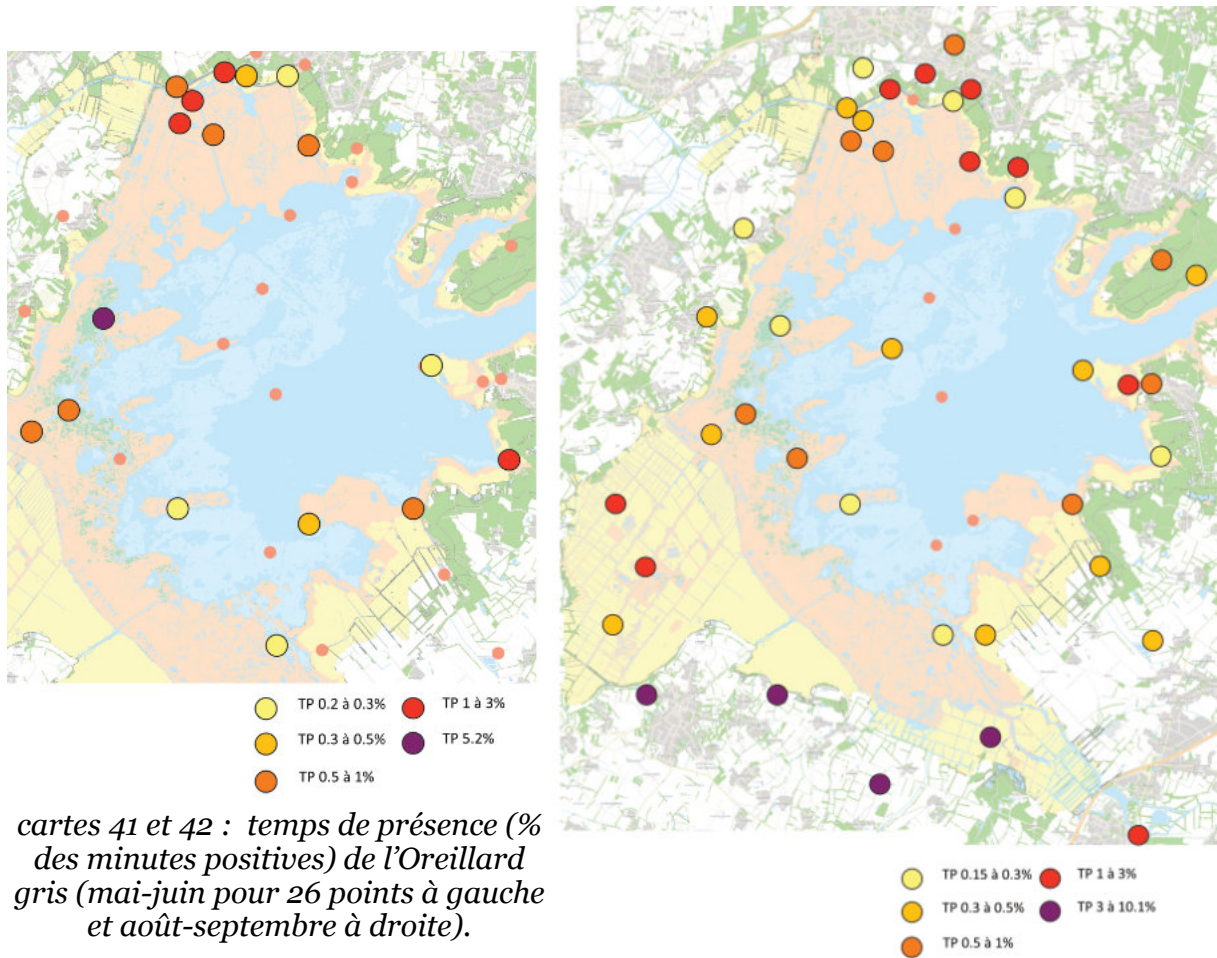 TP 0.2 à 0.3%
TP 1 à 3%
TP 0.3 à 0.5%
TP 5.2%
TP 0.5 à 1%
cartes 41 et 42 : temps de présence (%
des minutes positives) de l'Oreillard
gris (mai-juin pour 26 points à gauche
et août-septembre à droite).
TP 0.15 à 0.3%
TP 1 à 3%
TP 0.3 à 0.5%
TP 3 à 10.1%
TP 0.5 à 1%